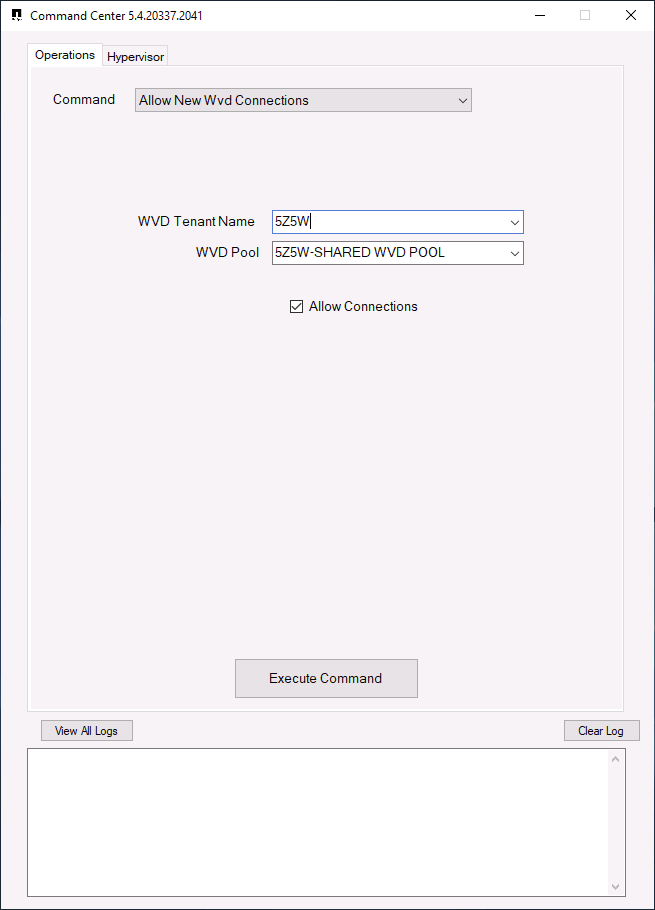 Command Center 5.4.20337.2041
Operations
Hypervisor
Command
Allow New Wvd Connections
WVD Tenant Name
5Z5W
WVD Pool
5Z5W-SHARED WVD POOL
Allow Connections
Execute Command
View All Logs
Clear Log